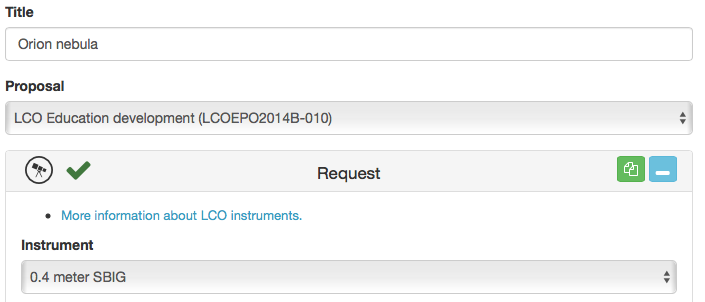 Title
Orion nebula
Proposal
LCO Education development (LCOEPO2014B-010)
Request
More information about LCO instruments.
Instrument
0.4 meter SBIG